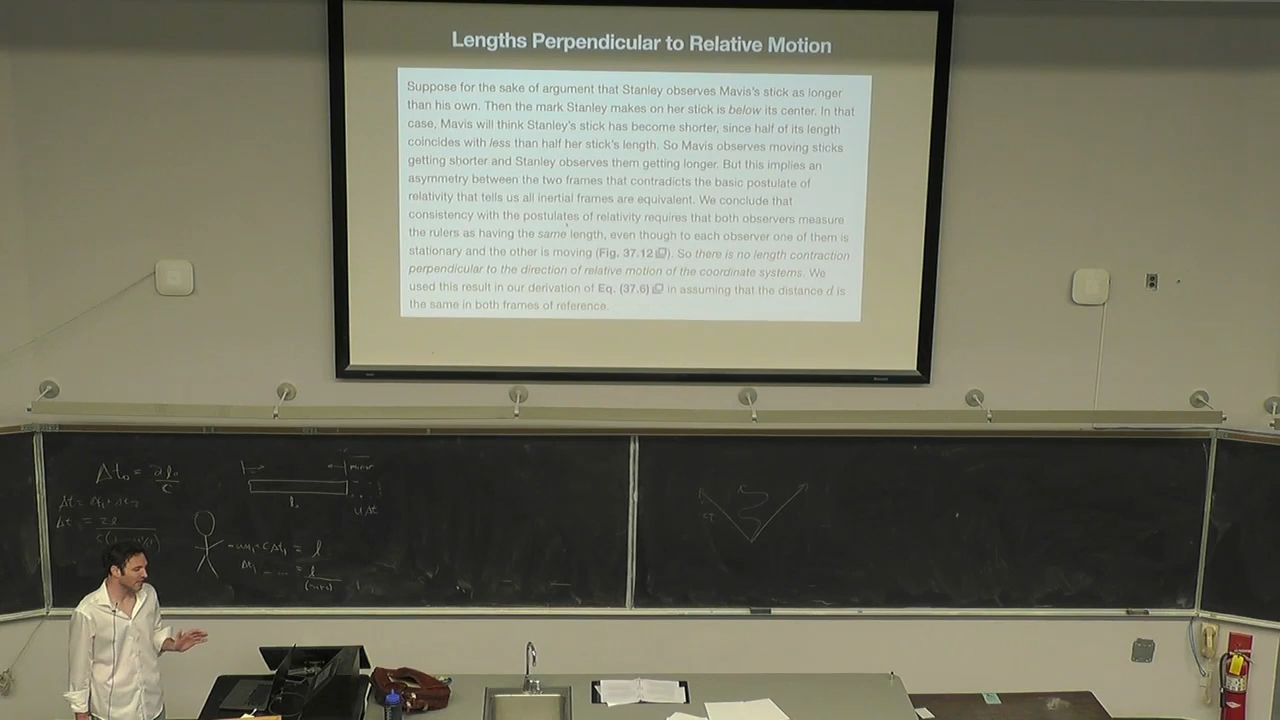 Lengths Perpendicular to Relative Motion
Suppose for the sake of argument that Stanley observes Mavis's stick as longer
than his own. Then the mark Stanley makes on her stick is below its center. In that
case, Mavis will think Stanley's stick has become shorter, since half of its length
coincides with less than half her stick's length. So Mavis observes moving sticks
getting shorter and Stanley observes them getting longer. But this implies an
asymmetry between the two frames that contradicts the basic postulate of
relativity that tells us all inertial frames are equivalent. We conclude that
consistency with the postulates of relativity requires that both observers measure
the rulers as having the same length, even though to each observer one of them is
stationary and the other is moving (Fig. 37.12). So there is no length contraction
perpendicular to the direction of relative motion of the coordinate systems. We
used this result in our derivation of Eq. (37.6) in assuming that the distance d is
the same in both frames of reference.
Δt₀ = 2l₀/c
mirror
l₀
uΔt
Δt = 2l
= l